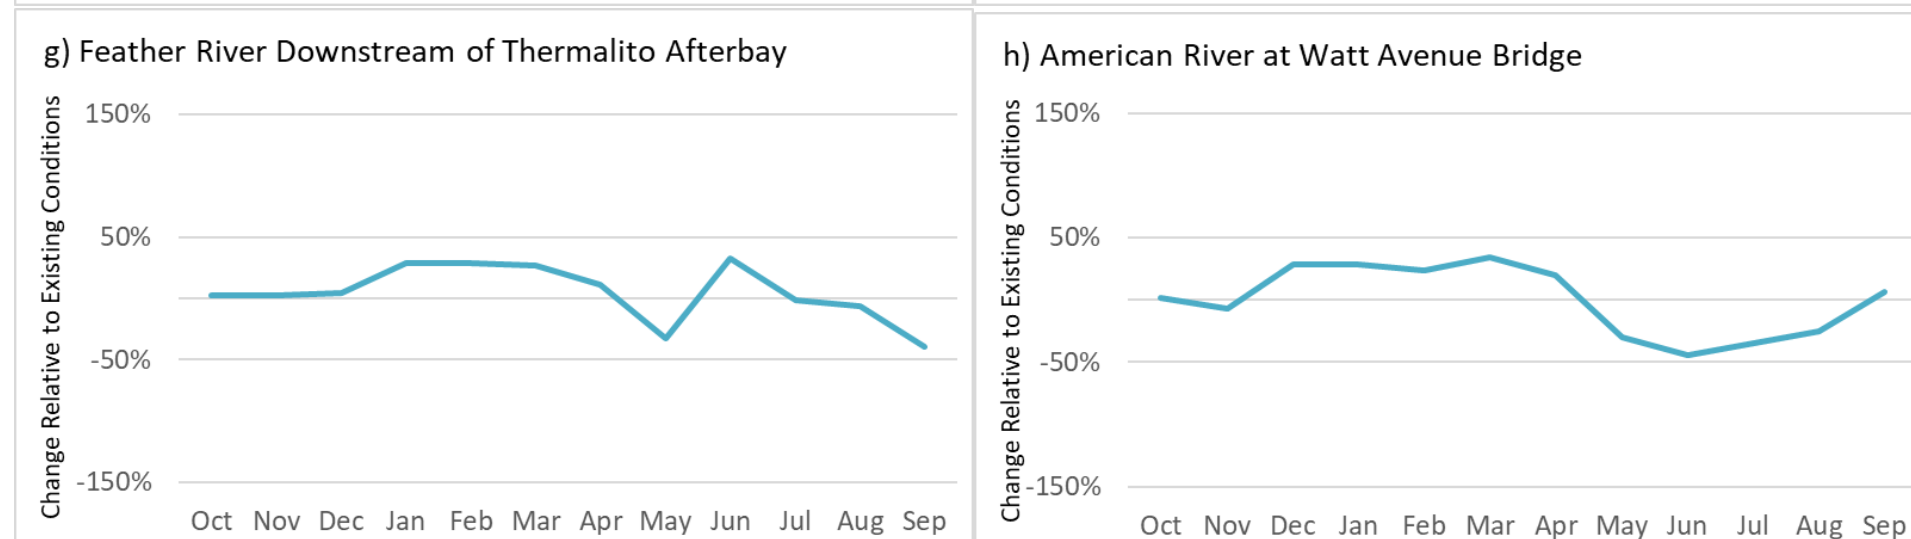 g) Feather River Downstream of Thermalito Afterbay
Change Relative to Existing Conditions
150%
50%
-50%
-150%
Oct Nov Dec Jan Feb Mar Apr May Jun Jul Aug Sep
h) American River at Watt Avenue Bridge
Change Relative to Existing Conditions
150%
50%
-50%
-150%
Oct Nov Dec Jan Feb Mar Apr May Jun Jul Aug Sep